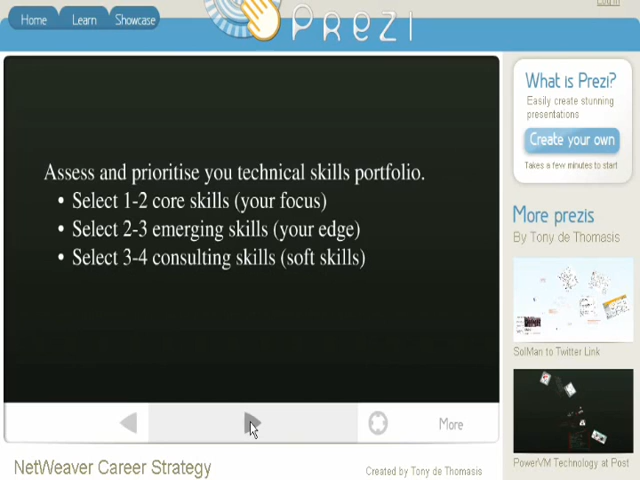 Home Learn Showcase
Log in
PREZI
Assess and prioritise you technical skills portfolio.
• Select 1-2 core skills (your focus)
• Select 2-3 emerging skills (your edge)
• Select 3-4 consulting skills (soft skills)
More
NetWeaver Career Strategy
Created by Tony de Thomasis
What is Prezi?
Easily create stunning
presentations
Create your own
Takes a few minutes to start
More prezis
By Tony de Thomasis
SolMan to Twitter Link
PowerVM Technology at Post